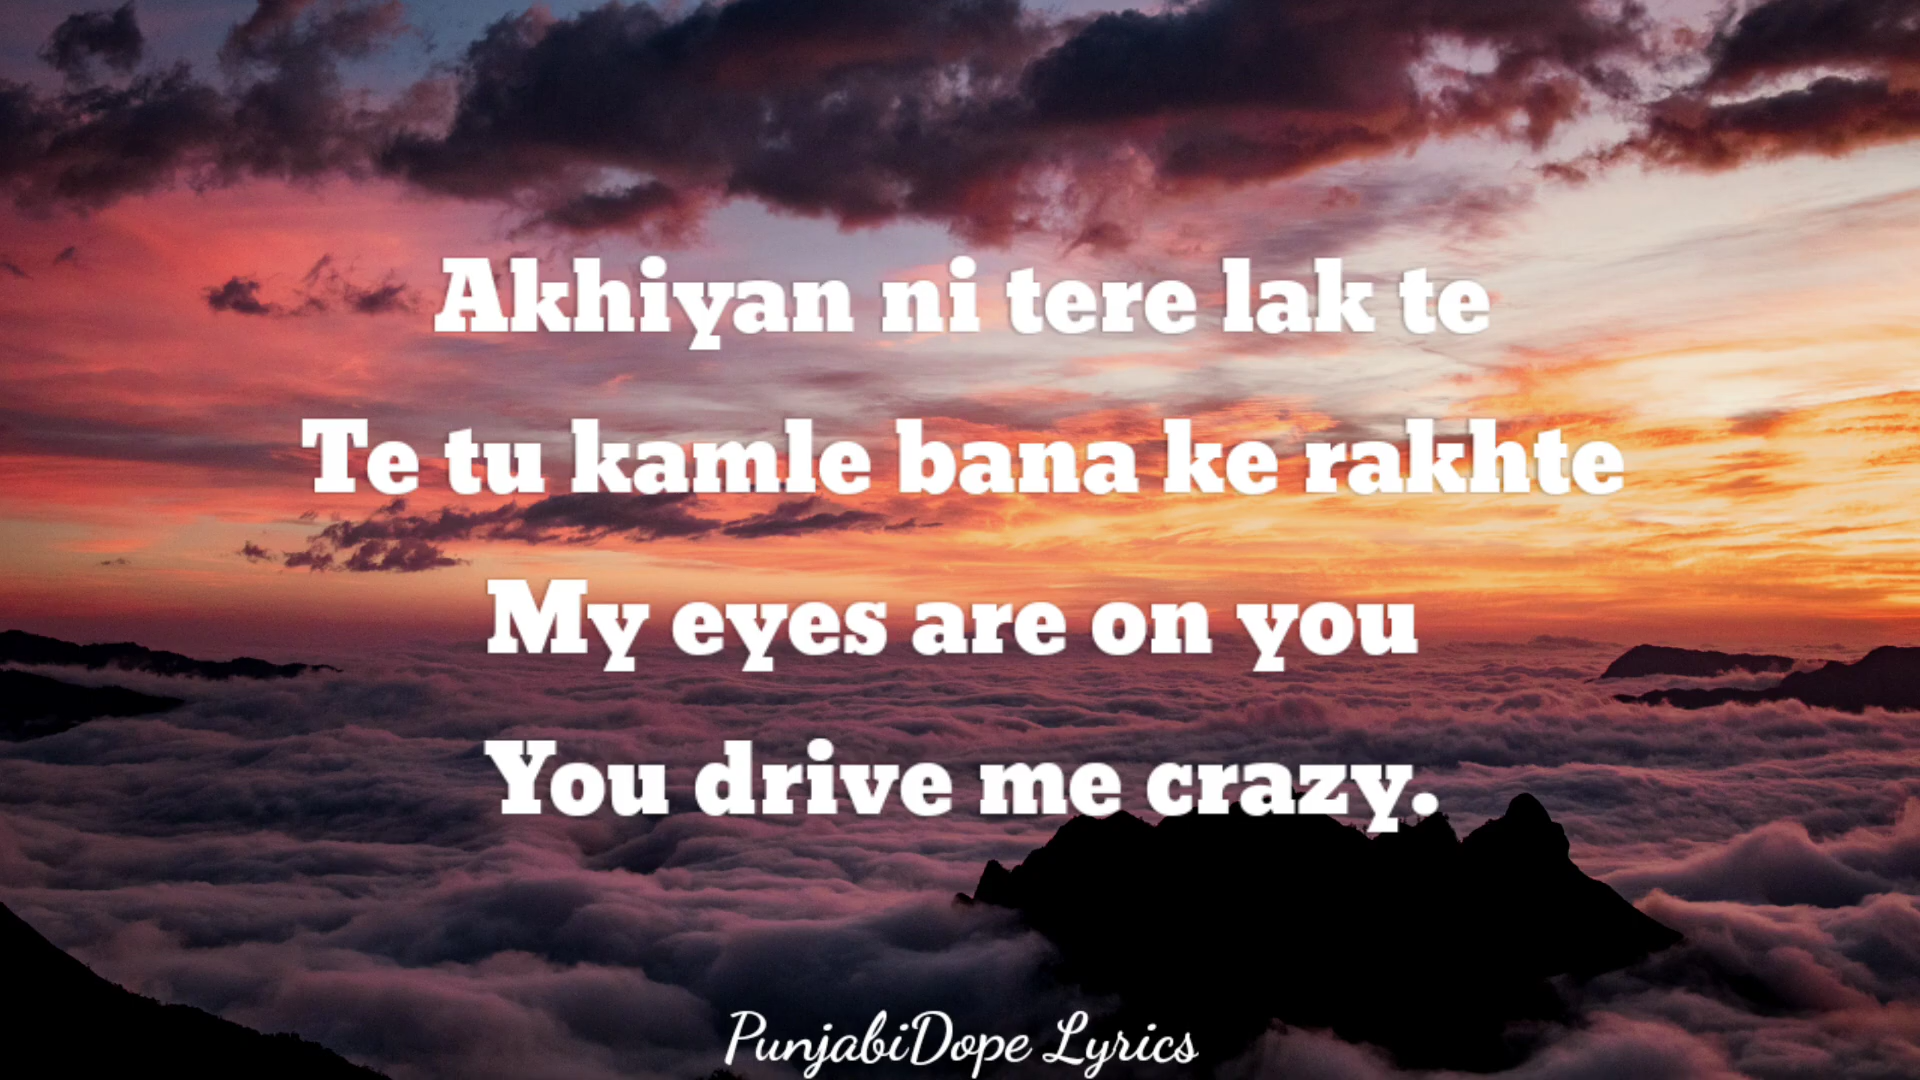 Akhiyan ni tere lak te
Te tu kamle bana ke rakhte
My eyes are on you
You drive me crazy.
PunjabiDope Lyrics